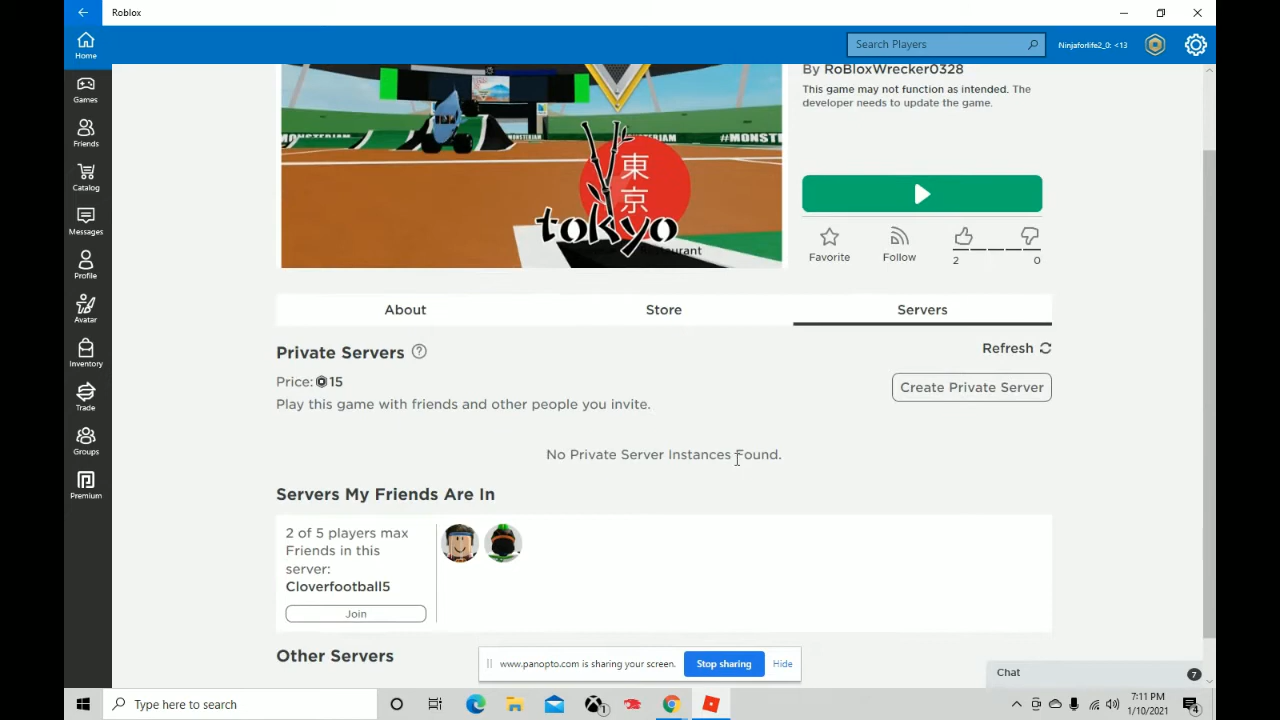 Roblox
Home
Search Players
Ninjaforlife2_0: <13
Games
Friends
Catalog
Messages
Profile
Avatar
Inventory
Trade
Groups
Premium
#MONSTERJAM
東
京
tokyo
By RoBloxWrecker0328
This game may not function as intended. The
developer needs to update the game.
Favorite
Follow
2
0
About
Store
Servers
Private Servers
Refresh
Price: 15
Create Private Server
Play this game with friends and other people you invite.
No Private Server Instances Found.
Servers My Friends Are In
2 of 5 players max
Friends in this
server:
Cloverfootball5
Join
Other Servers
www.panopto.com is sharing your screen.
Stop sharing
Hide
Chat
7
Type here to search
1
7:11 PM
1/10/2021
4